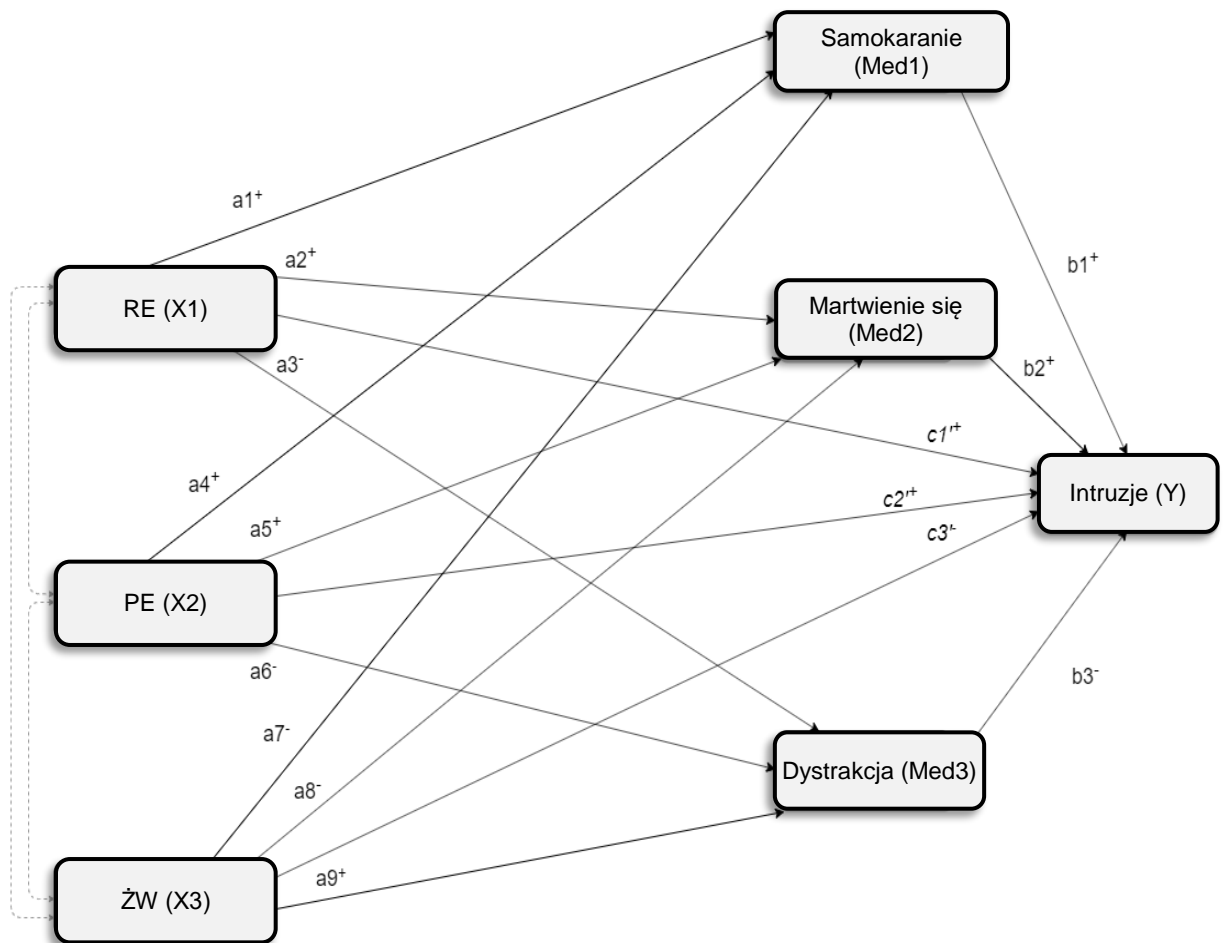 Samokaranie
(Med1)
a1⁺
a2⁺
RE (X1)
Martwienie się
(Med2)
b1⁺
a3⁻
b2⁺
c1'⁺
a4⁺
Intruzje (Y)
c2'⁺
a5⁺
c3'⁻
PE (X2)
a6⁻
b3⁻
a7⁻
Dystrakcja (Med3)
a8⁻
a9⁺
ŻW (X3)